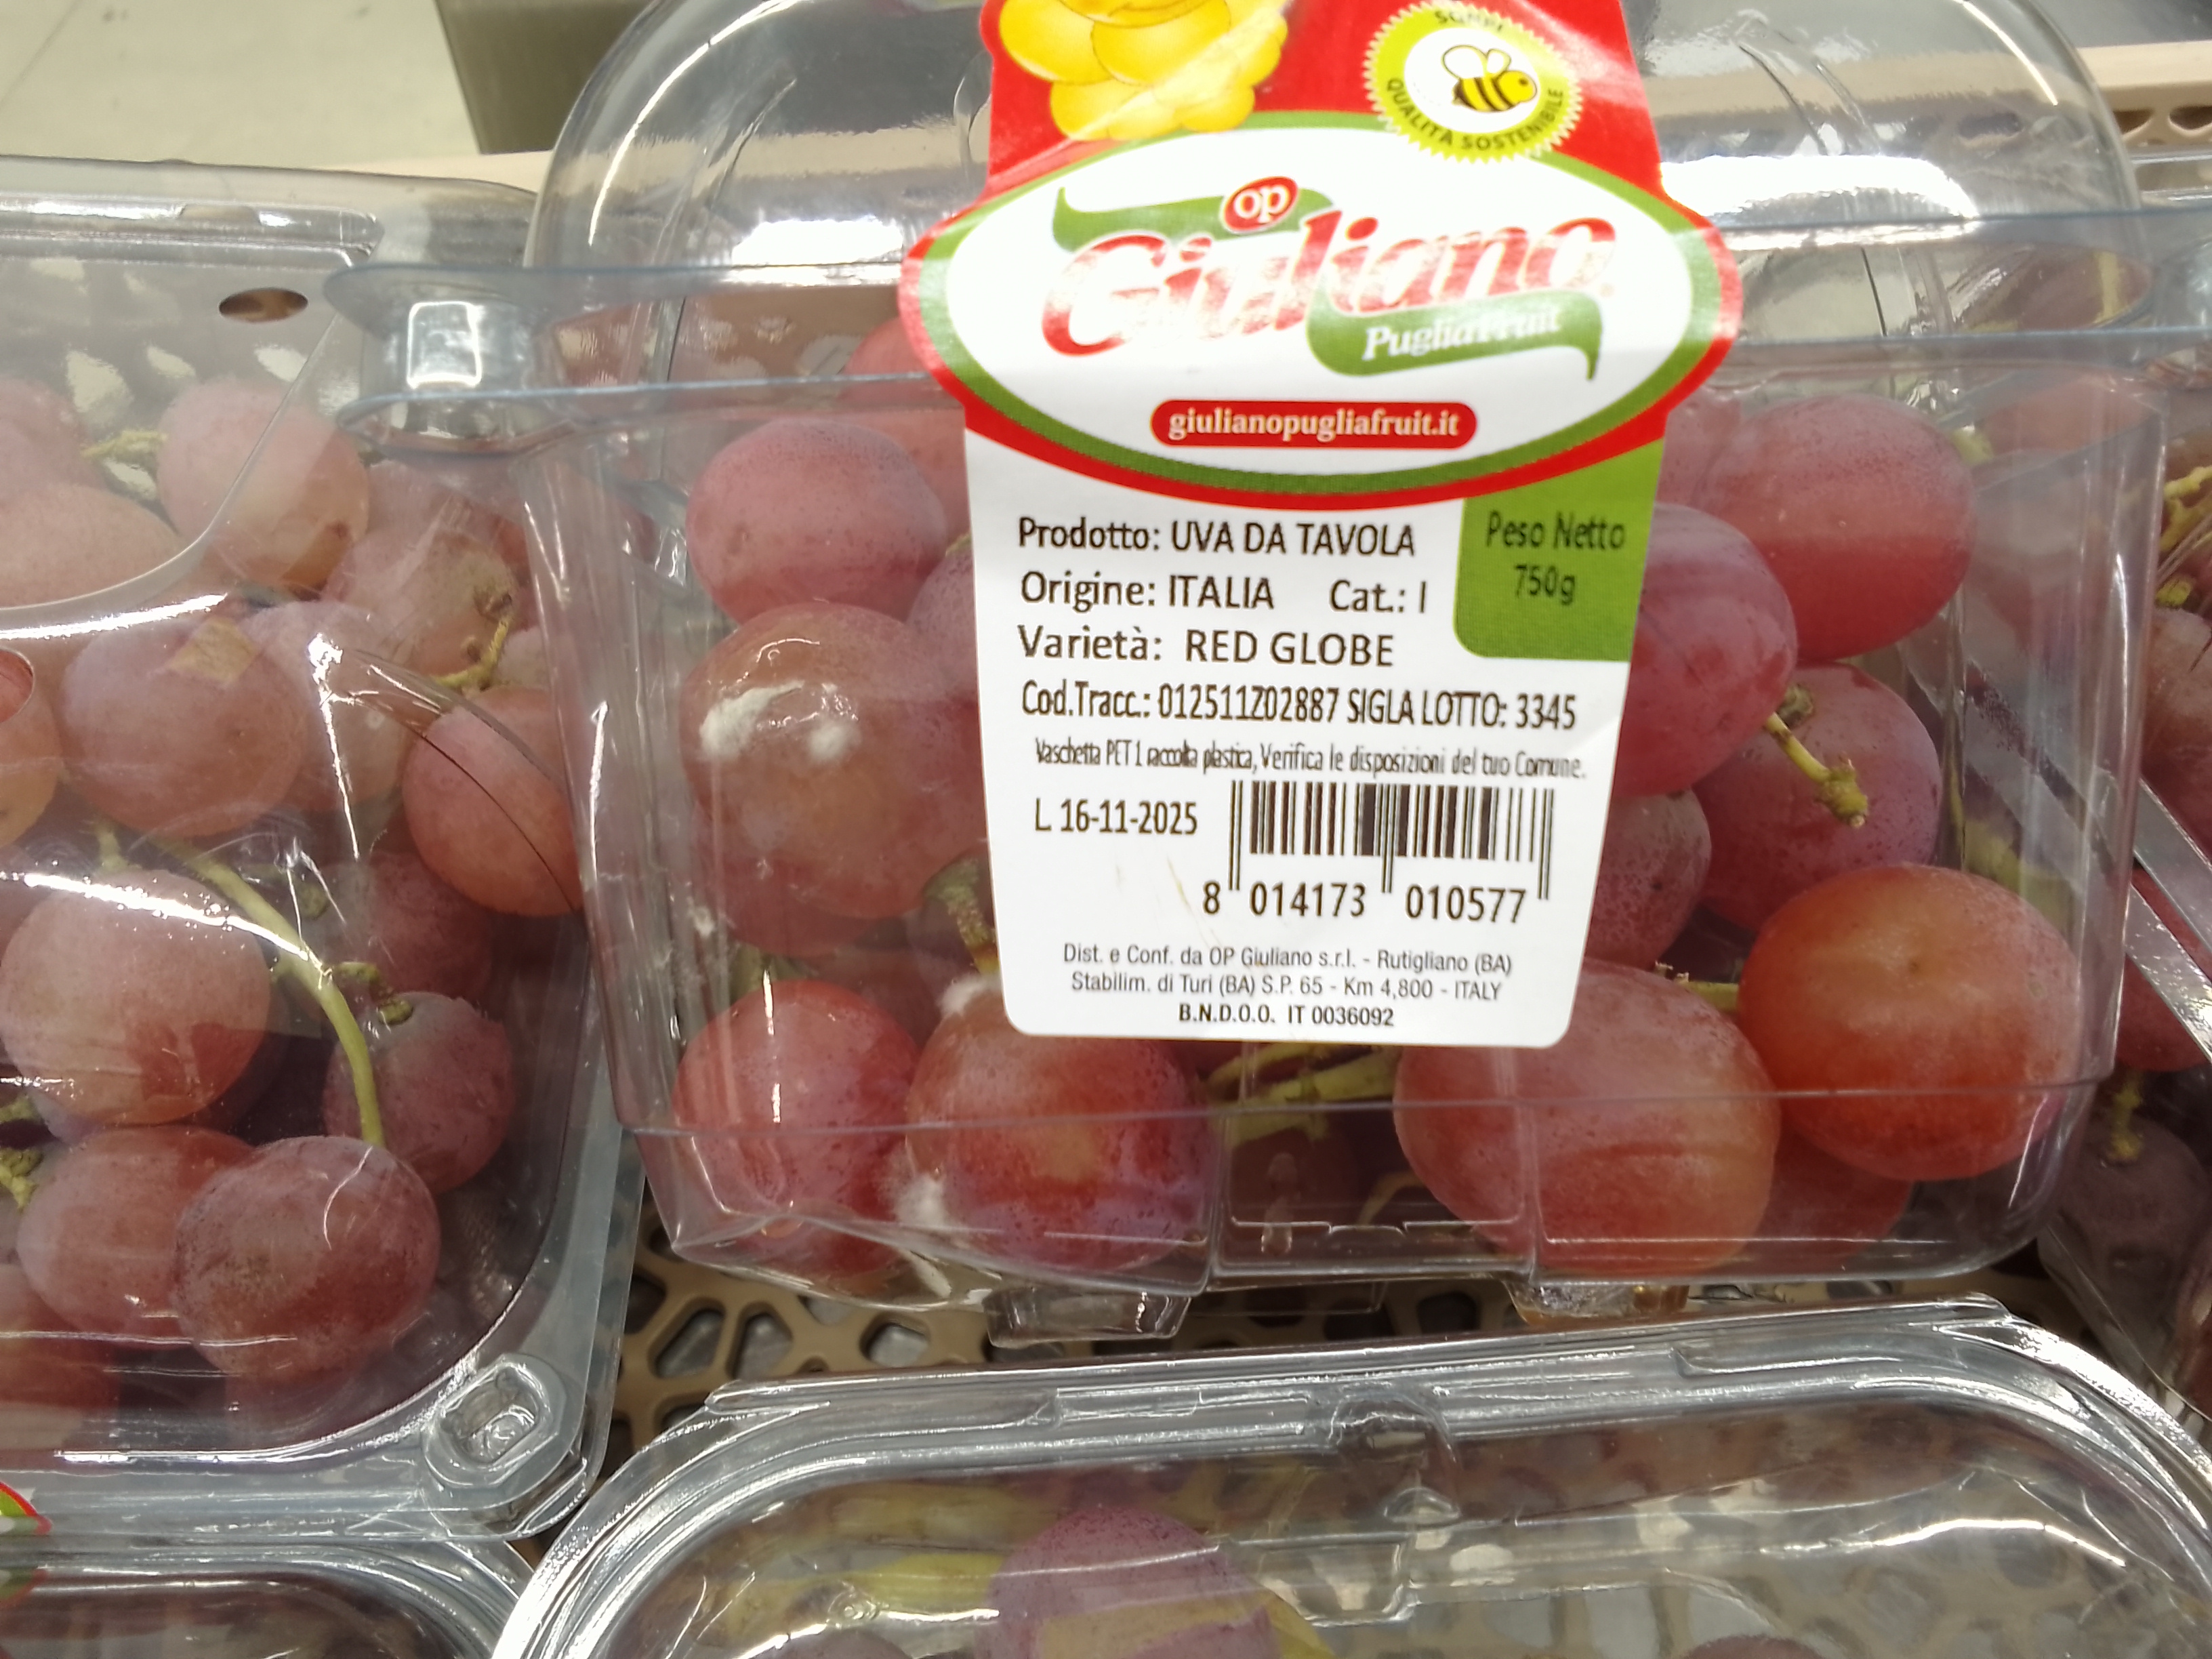 SQNPI
QUALITÀ SOSTENIBILE
op
Giuliano
PugliaFruit
giulianopugliafruit.it
Prodotto: UVA DA TAVOLA
Peso Netto
750g
Origine: ITALIA Cat.: I
Varietà: RED GLOBE
Cod.Tracc.: 012511Z02887 SIGLA LOTTO: 3345
Vaschetta PET 1 raccolta plastica, Verifica le disposizioni del tuo Comune.
L 16-11-2025
8 014173 010577
Dist. e Conf. da OP Giuliano s.r.l. - Rutigliano (BA)
Stabilim. di Turi (BA) S.P. 65 - Km 4,800 - ITALY
B.N.D.O.O. IT 0036092